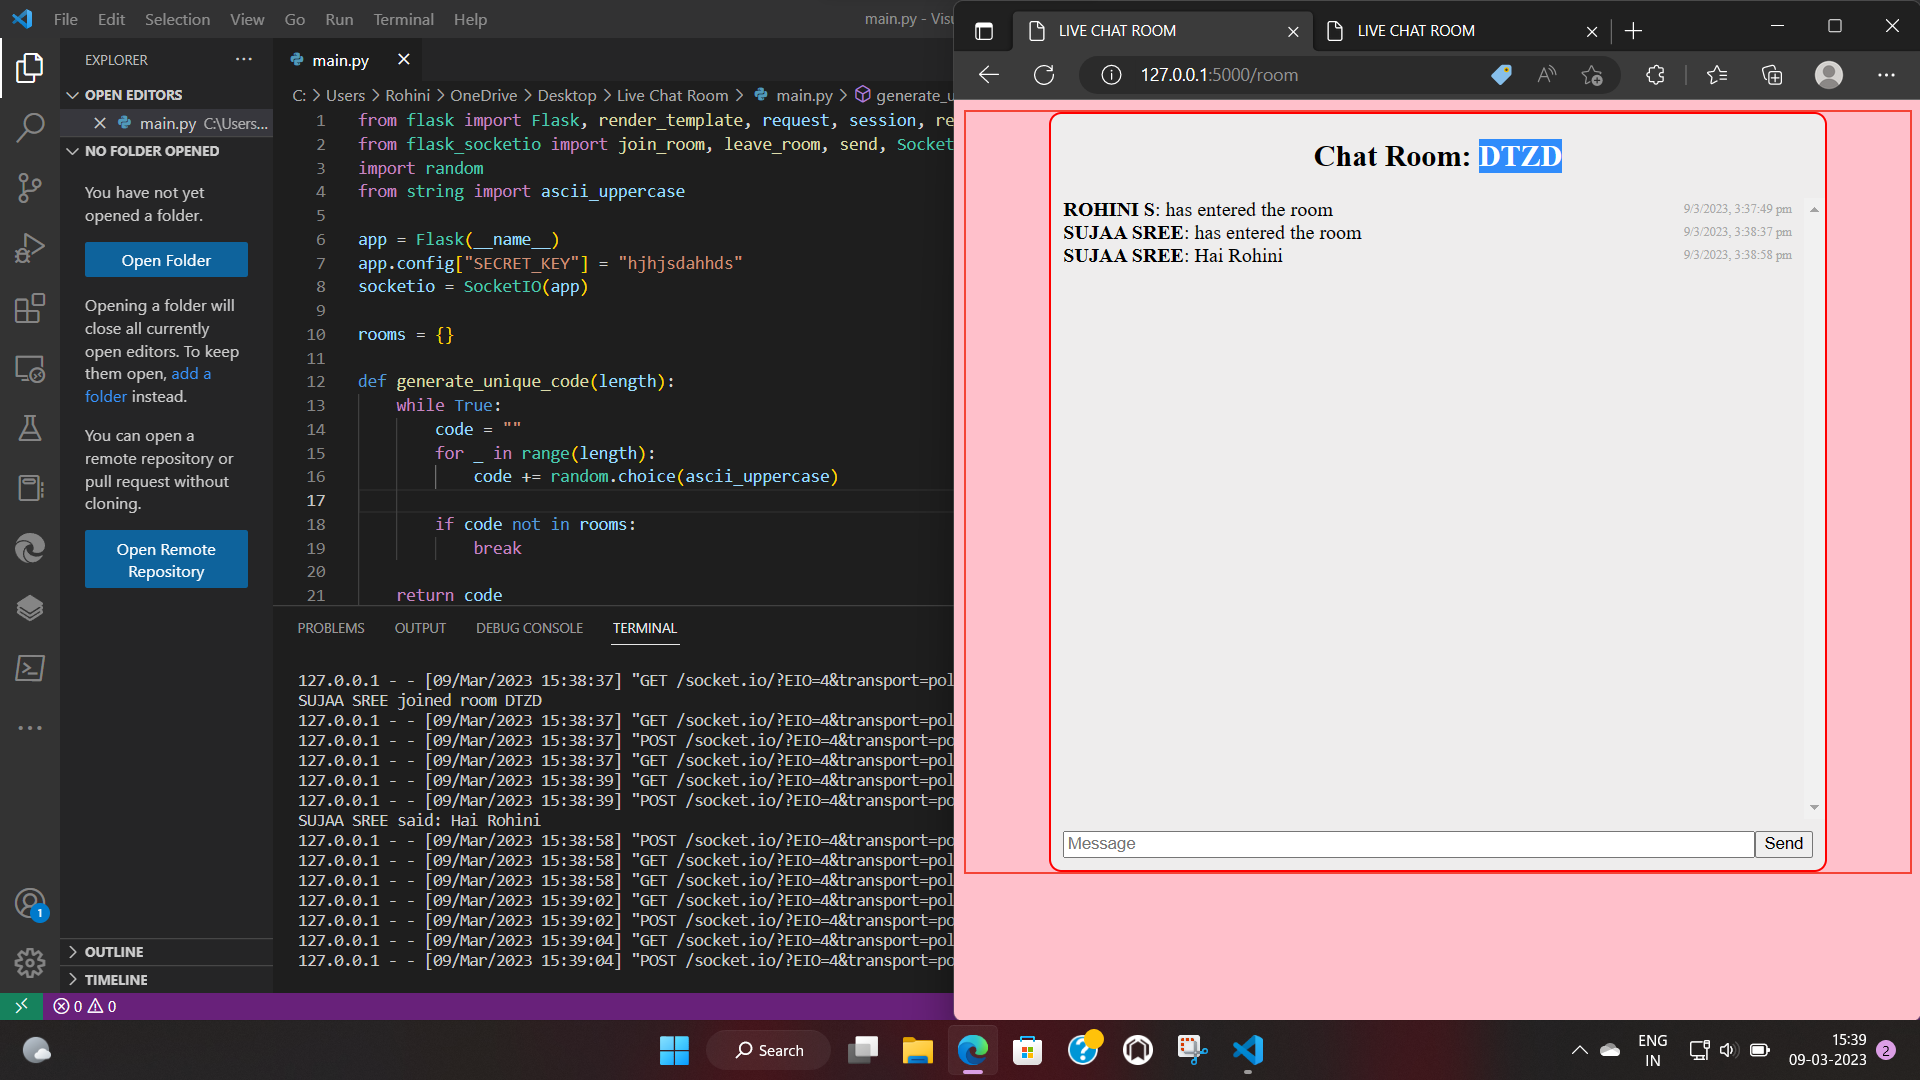 File Edit Selection View Go Run Terminal Help
main.py - Visu
EXPLORER
OPEN EDITORS
main.py C:\Users...
NO FOLDER OPENED
You have not yet
opened a folder.
Open Folder
Opening a folder will
close all currently
open editors. To keep
them open, add a
folder instead.
You can open a
remote repository or
pull request without
cloning.
Open Remote
Repository
OUTLINE
TIMELINE
1
0 0
main.py
C: > Users > Rohini > OneDrive > Desktop > Live Chat Room > main.py > generate_u
1 from flask import Flask, render_template, request, session, re
2 from flask_socketio import join_room, leave_room, send, Socket
3 import random
4 from string import ascii_uppercase
5
6 app = Flask(__name__)
7 app.config["SECRET_KEY"] = "hjhjsdahhds"
8 socketio = SocketIO(app)
9
10 rooms = {}
11
12 def generate_unique_code(length):
13 while True:
14 code = ""
15 for _ in range(length):
16 code += random.choice(ascii_uppercase)
17
18 if code not in rooms:
19 break
20
21 return code
PROBLEMS OUTPUT DEBUG CONSOLE TERMINAL
127.0.0.1 - - [09/Mar/2023 15:38:37] "GET /socket.io/?EIO=4&transport=pol
SUJAA SREE joined room DTZD
127.0.0.1 - - [09/Mar/2023 15:38:37] "GET /socket.io/?EIO=4&transport=pol
127.0.0.1 - - [09/Mar/2023 15:38:37] "POST /socket.io/?EIO=4&transport=po
127.0.0.1 - - [09/Mar/2023 15:38:37] "GET /socket.io/?EIO=4&transport=pol
127.0.0.1 - - [09/Mar/2023 15:38:39] "GET /socket.io/?EIO=4&transport=pol
127.0.0.1 - - [09/Mar/2023 15:38:39] "POST /socket.io/?EIO=4&transport=po
SUJAA SREE said: Hai Rohini
127.0.0.1 - - [09/Mar/2023 15:38:58] "POST /socket.io/?EIO=4&transport=po
127.0.0.1 - - [09/Mar/2023 15:38:58] "GET /socket.io/?EIO=4&transport=pol
127.0.0.1 - - [09/Mar/2023 15:38:58] "GET /socket.io/?EIO=4&transport=pol
127.0.0.1 - - [09/Mar/2023 15:39:02] "GET /socket.io/?EIO=4&transport=pol
127.0.0.1 - - [09/Mar/2023 15:39:02] "POST /socket.io/?EIO=4&transport=po
127.0.0.1 - - [09/Mar/2023 15:39:04] "GET /socket.io/?EIO=4&transport=pol
127.0.0.1 - - [09/Mar/2023 15:39:04] "POST /socket.io/?EIO=4&transport=po
LIVE CHAT ROOM LIVE CHAT ROOM
127.0.0.1:5000/room
Chat Room: DTZD
ROHINI S: has entered the room 9/3/2023, 3:37:49 pm
SUJAA SREE: has entered the room 9/3/2023, 3:38:37 pm
SUJAA SREE: Hai Rohini 9/3/2023, 3:38:58 pm
Message Send
Search
ENG
IN
15:39
09-03-2023
2